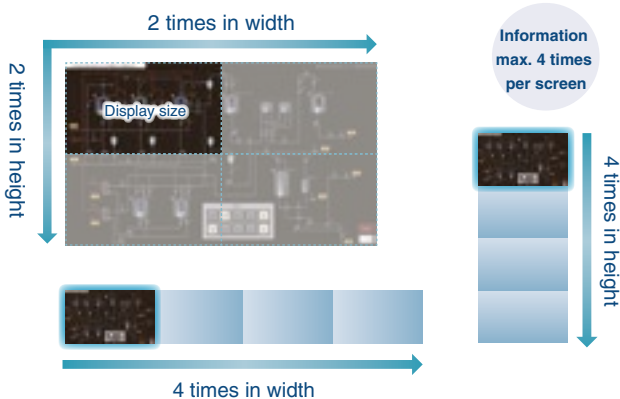 2 times in width
2 times in height
Display size
Information
max. 4 times
per screen
4 times in height
4 times in width